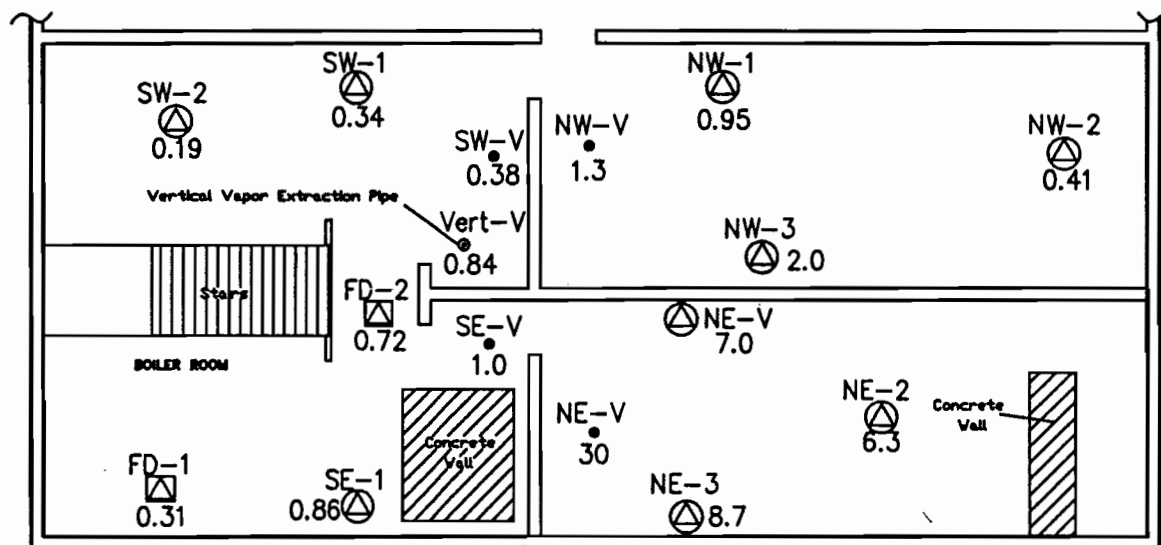 SW-1
0.34
SW-2
0.19
SW-V
0.38
NW-V
1.3
NW-1
0.95
NW-2
0.41
Vertical Vapor Extraction Pipe
Vert-V
0.84
NW-3
2.0
Stairs
FD-2
0.72
BOILER ROOM
SE-V
1.0
NE-V
7.0
NE-2
6.3
Concrete
Wall
Concrete
Wall
NE-V
30
FD-1
0.31
SE-1
0.86
NE-3
8.7